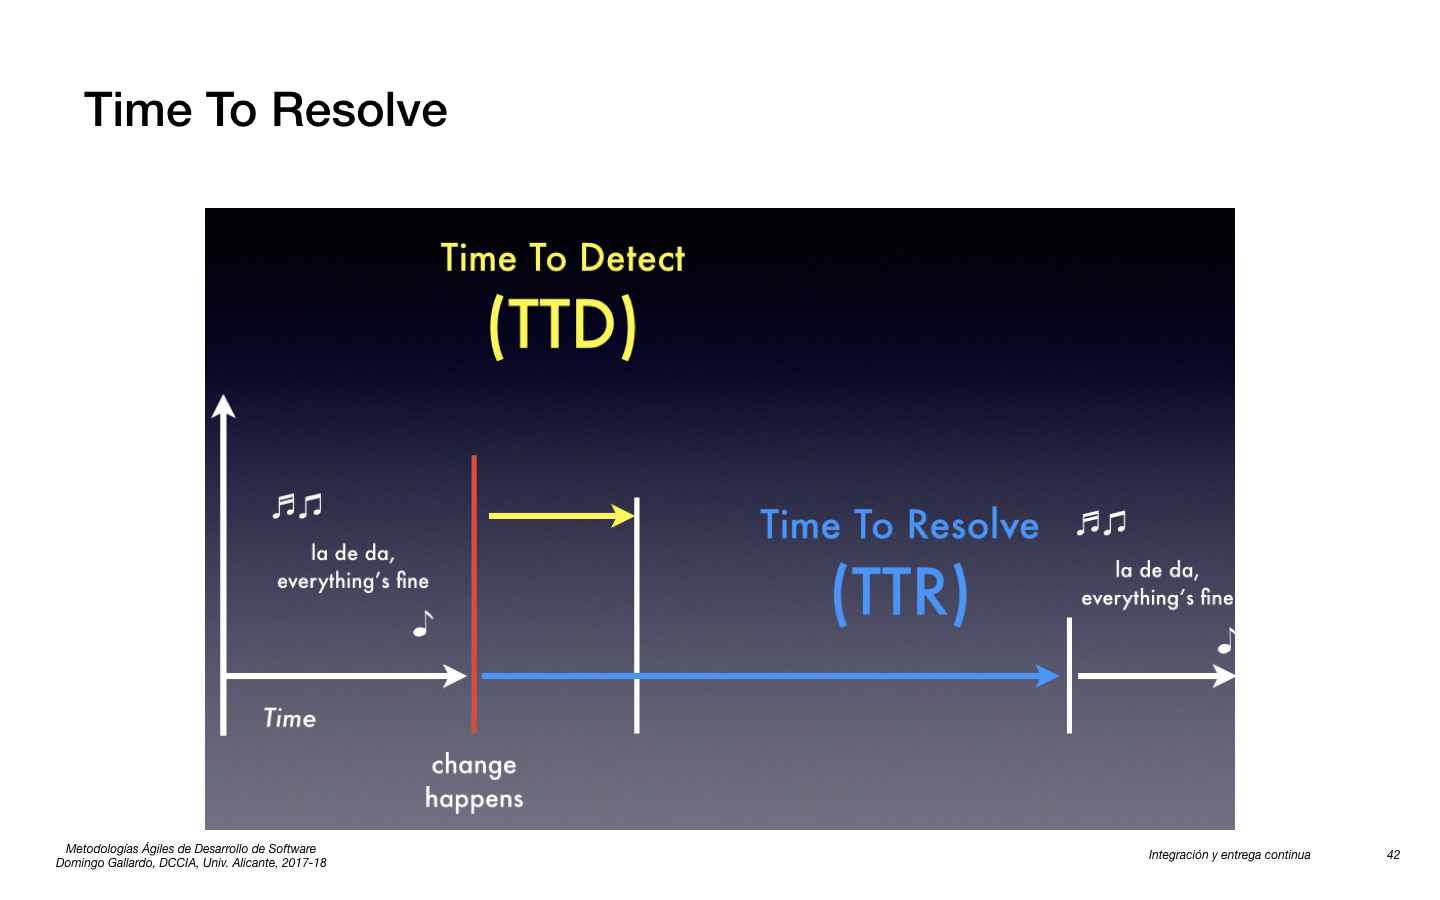 Time To Resolve
Time To Detect
(TTD)
la de da,
everything's fine
Time To Resolve
(TTR)
la de da,
everything's fine
Time
change
happens
Metodologías Ágiles de Desarrollo de Software
Domingo Gallardo, DCCIA, Univ. Alicante, 2017-18
Integración y entrega continua
42